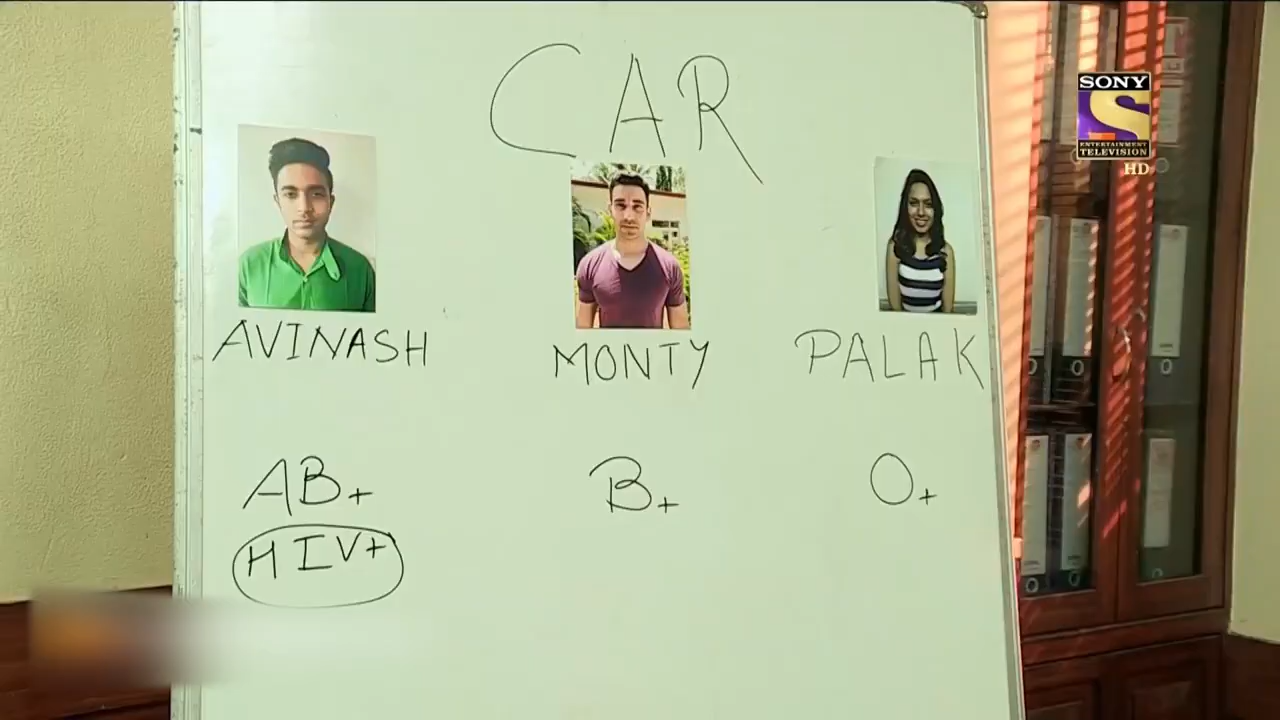 CAR
AVINASH
MONTY
PALAK
AB+
B+
O+
HIV+
SONY
ENTERTAINMENT
TELEVISION
HD